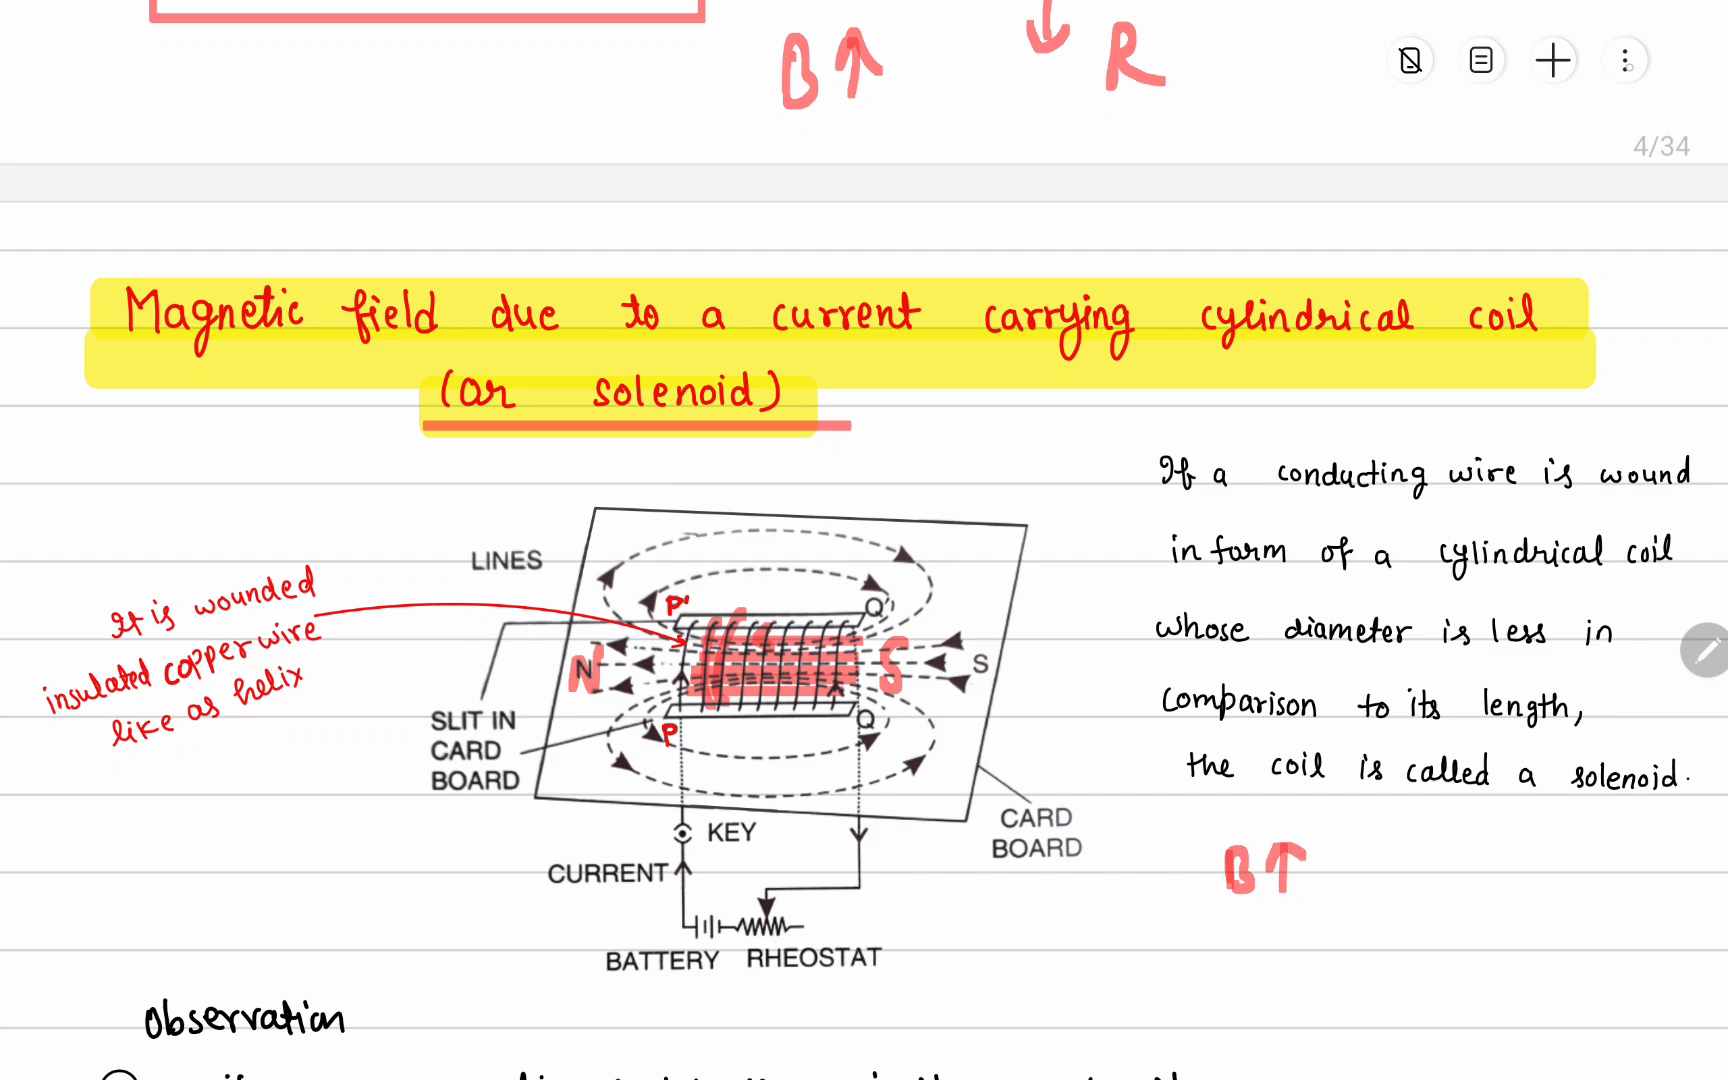 B↑ ↓ R
4/34
Magnetic field due to a current carrying cylindrical coil
(or solenoid)
If a conducting wire is wound
in form of a cylindrical coil
whose diameter is less in
comparison to its length,
the coil is called a solenoid.
B↑
It is wounded
insulated copper wire
like as helix
LINES
P' Q'
N S S
P Q
SLIT IN
CARD
BOARD
KEY
CARD
BOARD
CURRENT
BATTERY RHEOSTAT
Observation